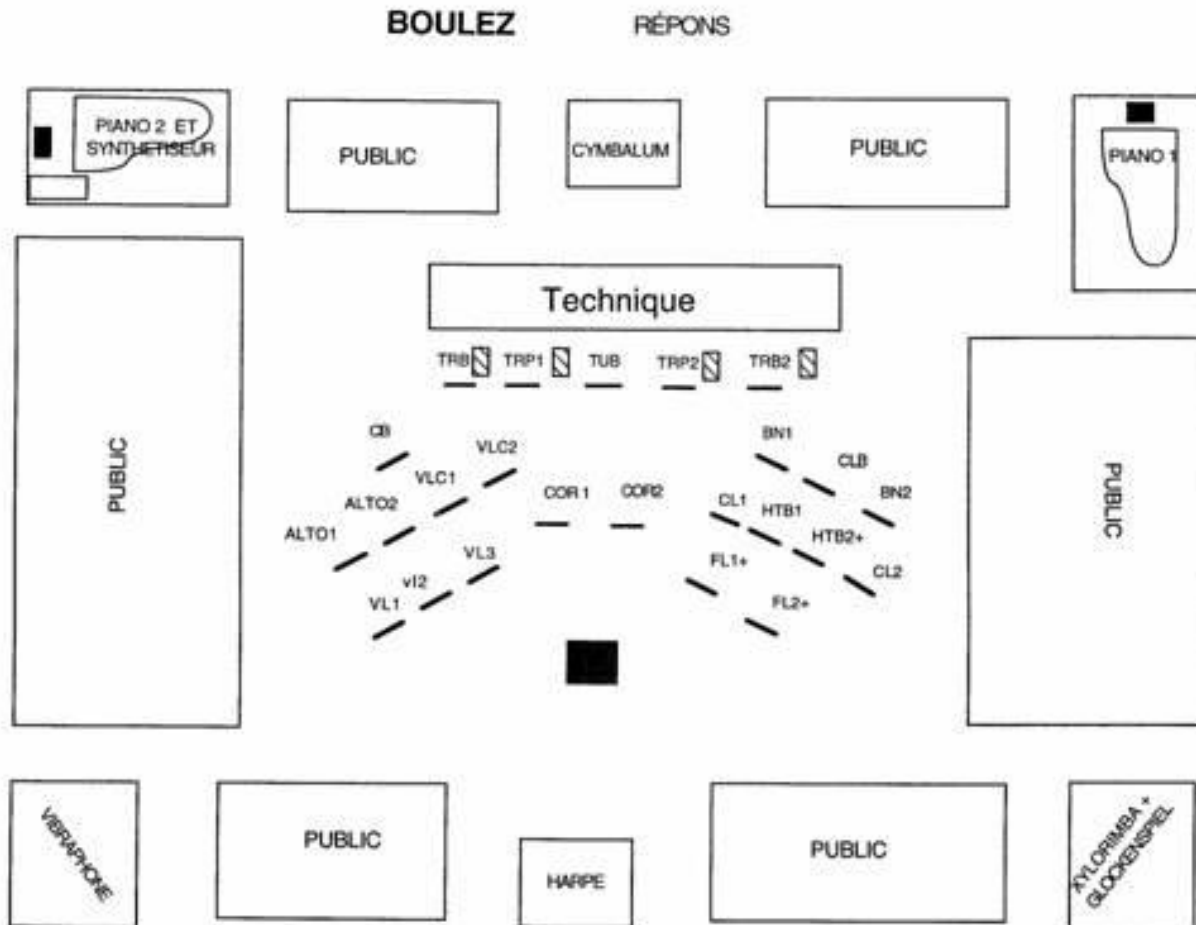 BOULEZ RÉPONS
PIANO 2 ET
SYNTHETISEUR
PUBLIC
CYMBALUM
PUBLIC
PIANO 1
Technique
TRB TRP1 TUB TRP2 TRB2
PUBLIC
CB
VLC2
VLC1
ALTO2
ALTO1
COR 1
COR2
BN1
CLB
BN2
CL1
HTB1
HTB2+
CL2
VL3
vl2
VL1
FL1+
FL2+
PUBLIC
VIBRAPHONE
PUBLIC
HARPE
PUBLIC
XYLORIMBA +
GLOCKENSPIEL